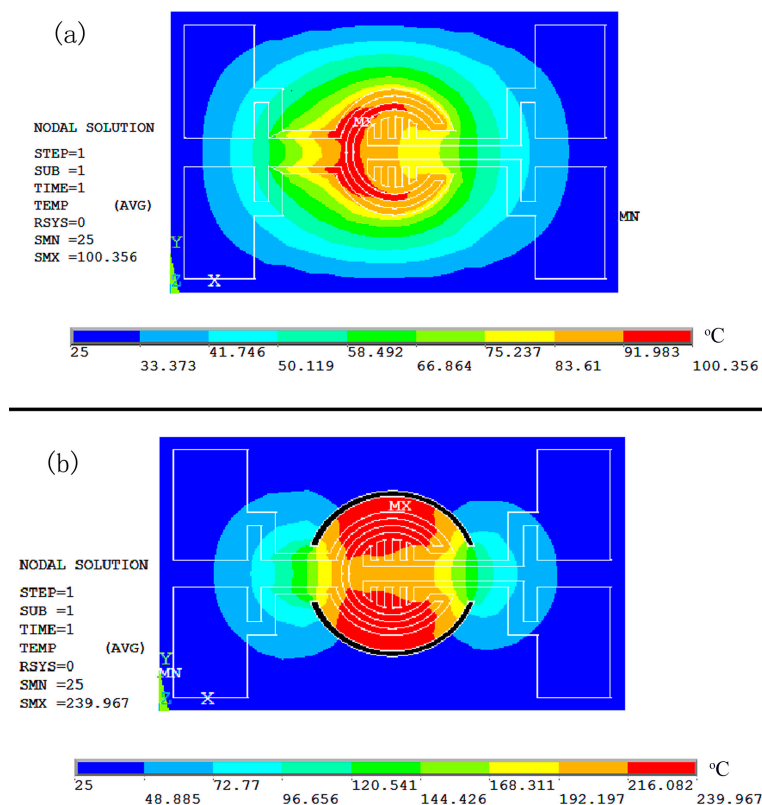 (a)
NODAL SOLUTION
STEP=1
SUB =1
TIME=1
TEMP (AVG)
RSYS=0
SMN =25
SMX =100.356
MX
MN
Y
Z
X
25 41.746 58.492 75.237 91.983 °C
33.373 50.119 66.864 83.61 100.356
(b)
MX
NODAL SOLUTION
STEP=1
SUB =1
TIME=1
TEMP (AVG)
RSYS=0
SMN =25
SMX =239.967
Y
MN
Z
X
25 72.77 120.541 168.311 216.082 °C
48.885 96.656 144.426 192.197 239.967